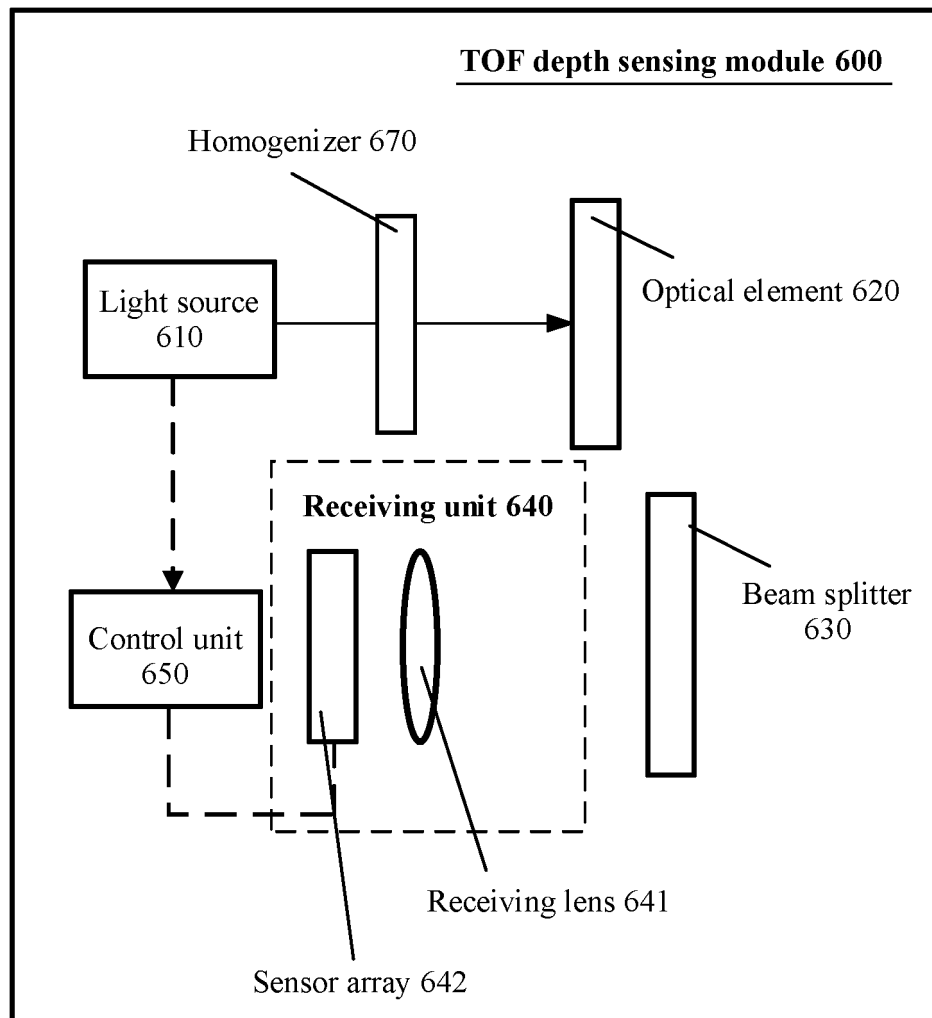 TOF depth sensing module 600
Homogenizer 670
Light source
610
Optical element 620
Receiving unit 640
Beam splitter
630
Control unit
650
Receiving lens 641
Sensor array 642